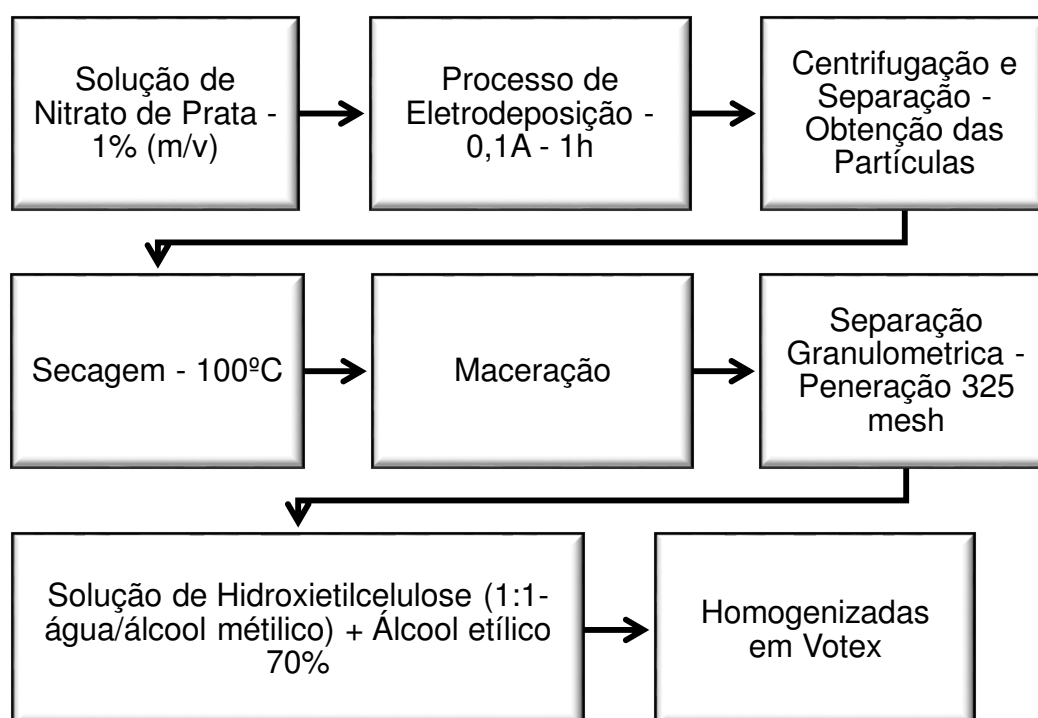 Solução de
Nitrato de Prata -
1% (m/v)
Processo de
Eletrodeposição -
0,1A - 1h
Centrifugação e
Separação -
Obtenção das
Partículas
Secagem - 100ºC
Maceração
Separação
Granulometrica -
Peneração 325
mesh
Solução de Hidroxietilcelulose (1:1-
água/álcool métilico) + Álcool etílico
70%
Homogenizadas
em Votex